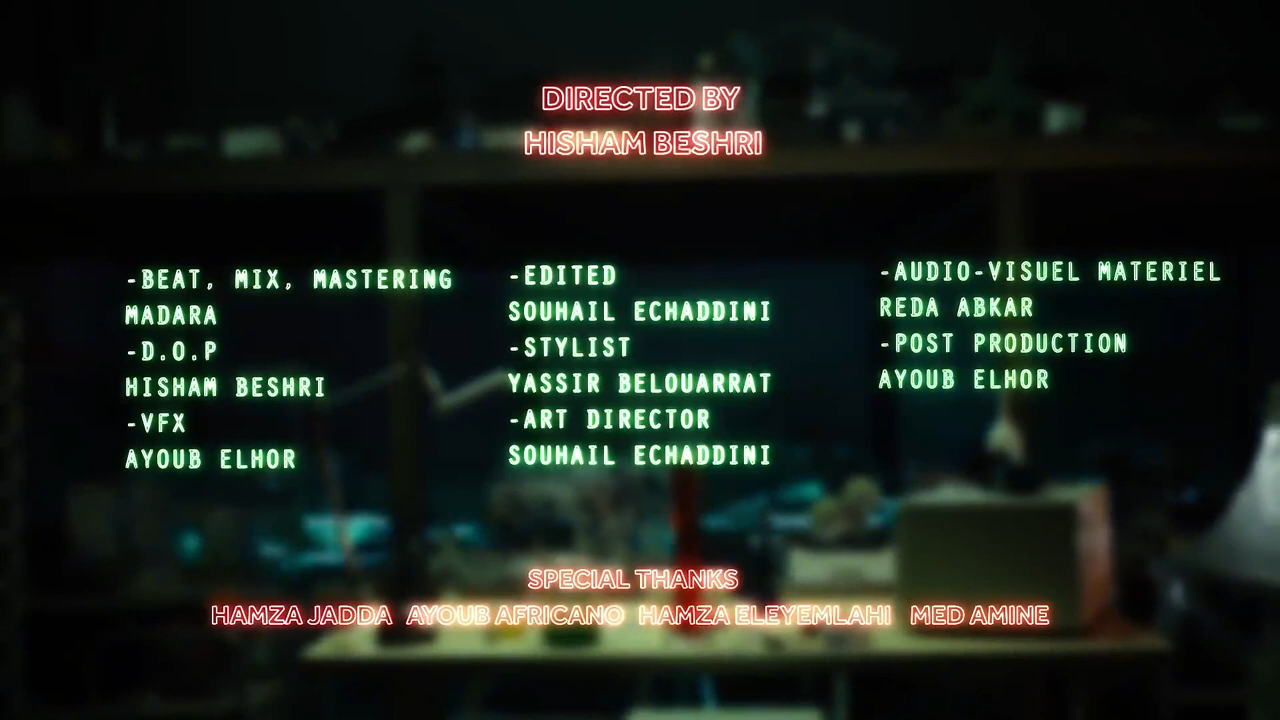 DIRECTED BY
HISHAM BESHRI
-BEAT, MIX, MASTERING
MADARA
-D.O.P
HISHAM BESHRI
-VFX
AYOUB ELHOR
-EDITED
SOUHAIL ECHADDINI
-STYLIST
YASSIR BELOUARRAT
-ART DIRECTOR
SOUHAIL ECHADDINI
-AUDIO-VISUEL MATERIEL
REDA ABKAR
-POST PRODUCTION
AYOUB ELHOR
SPECIAL THANKS
HAMZA JADDA AYOUB AFRICANO HAMZA ELEYEMLAHI MED AMINE